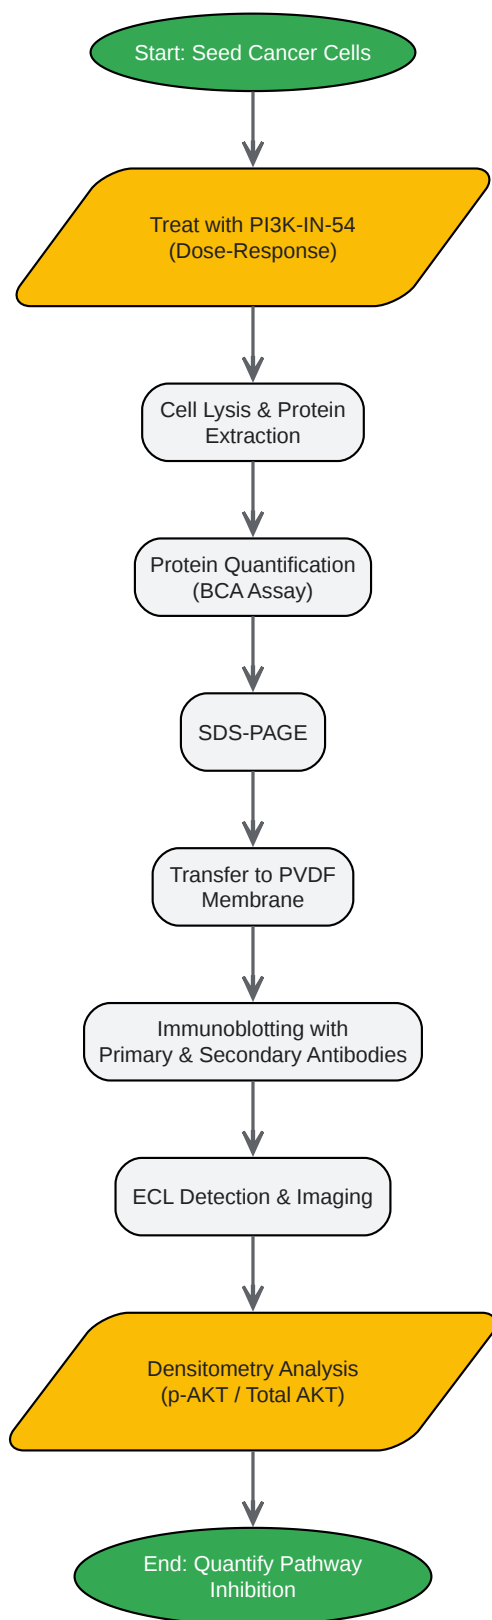 Start: Seed Cancer Cells
Treat with PI3K-IN-54
(Dose-Response)
Cell Lysis & Protein
Extraction
Protein Quantification
(BCA Assay)
SDS-PAGE
Transfer to PVDF
Membrane
Immunoblotting with
Primary & Secondary Antibodies
ECL Detection & Imaging
Densitometry Analysis
(p-AKT / Total AKT)
End: Quantify Pathway
Inhibition